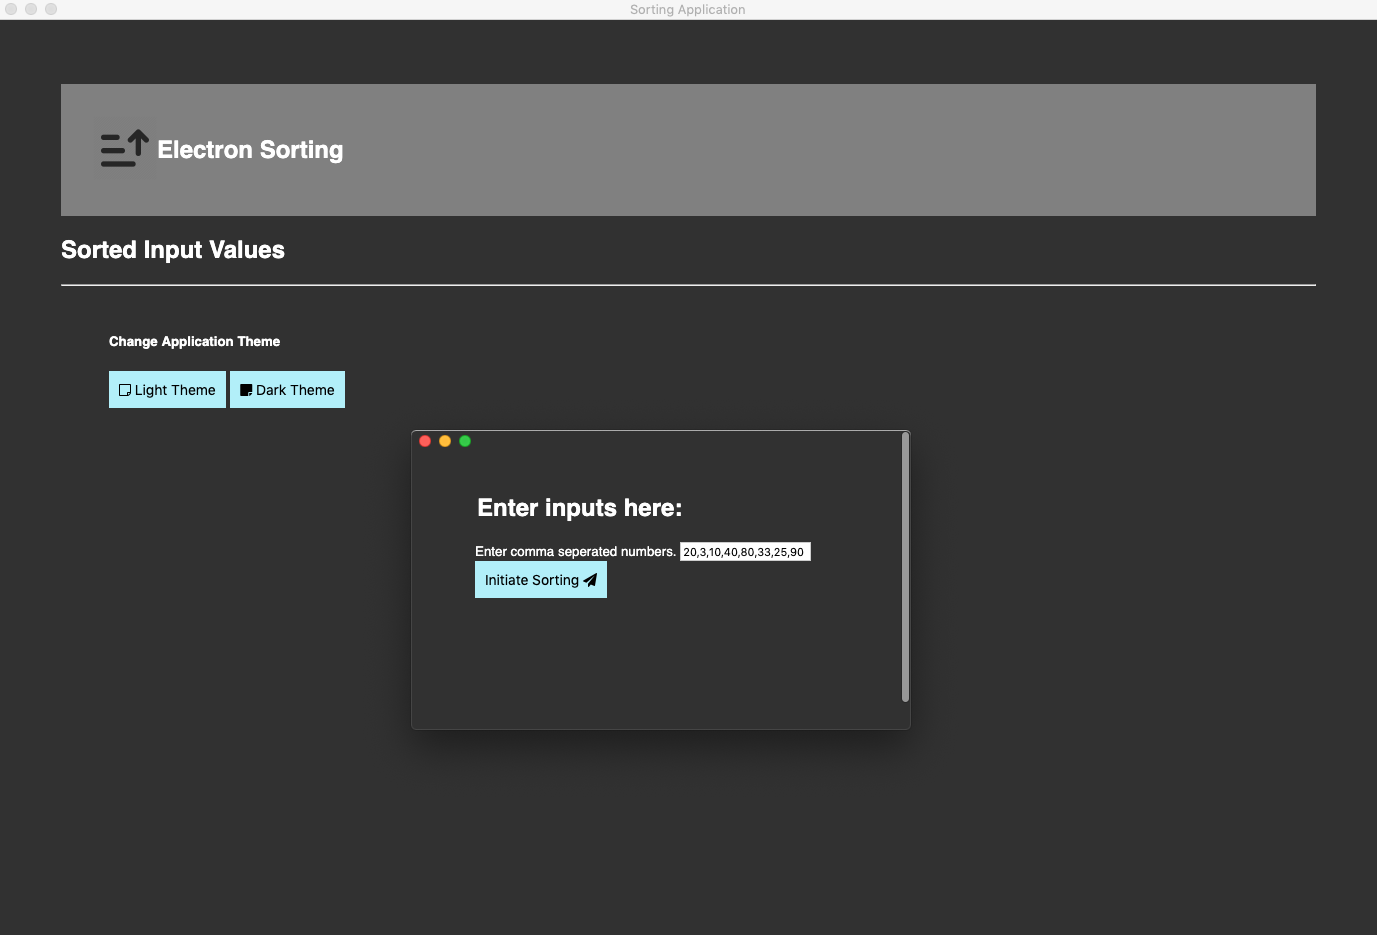 Sorting Application
Electron Sorting
Sorted Input Values
Change Application Theme
Light Theme
Dark Theme
Enter inputs here:
Enter comma seperated numbers. 20,3,10,40,80,33,25,90
Initiate Sorting